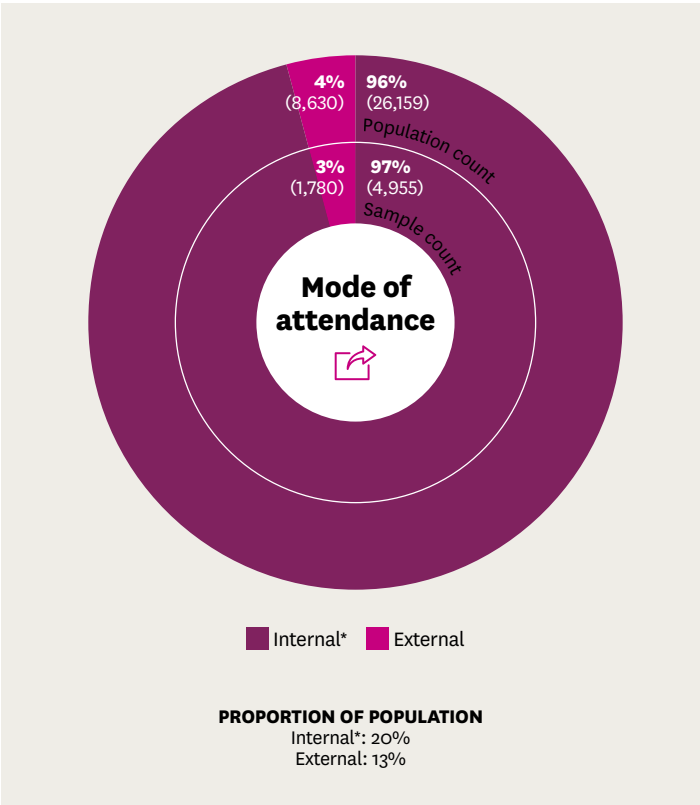 4% 96%
(8,630) (26,159)
Population count
3% 97%
(1,780) (4,955)
Sample count
Mode of
attendance
Internal* External
PROPORTION OF POPULATION
Internal*: 20%
External: 13%